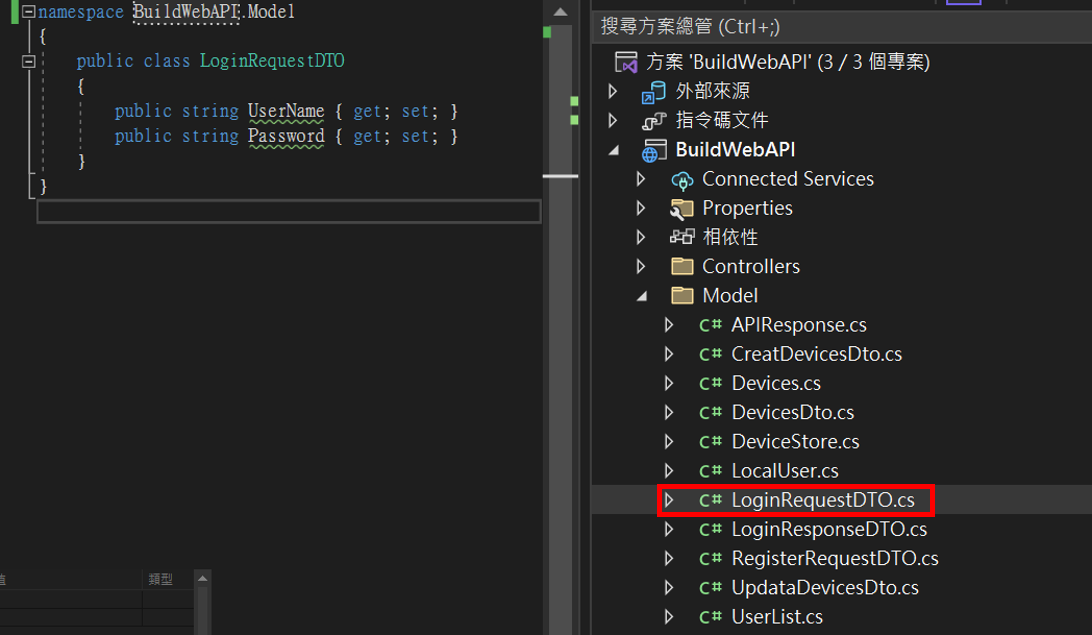 namespace BuildWebAPI.Model
{
public class LoginRequestDTO
{
public string UserName { get; set; }
public string Password { get; set; }
}
}
類型
搜尋方案總管 (Ctrl+;)
方案 'BuildWebAPI' (3 / 3 個專案)
外部來源
指令碼文件
BuildWebAPI
Connected Services
Properties
相依性
Controllers
Model
C# APIResponse.cs
C# CreatDevicesDto.cs
C# Devices.cs
C# DevicesDto.cs
C# DeviceStore.cs
C# LocalUser.cs
C# LoginRequestDTO.cs
C# LoginResponseDTO.cs
C# RegisterRequestDTO.cs
C# UpdataDevicesDto.cs
C# UserList.cs